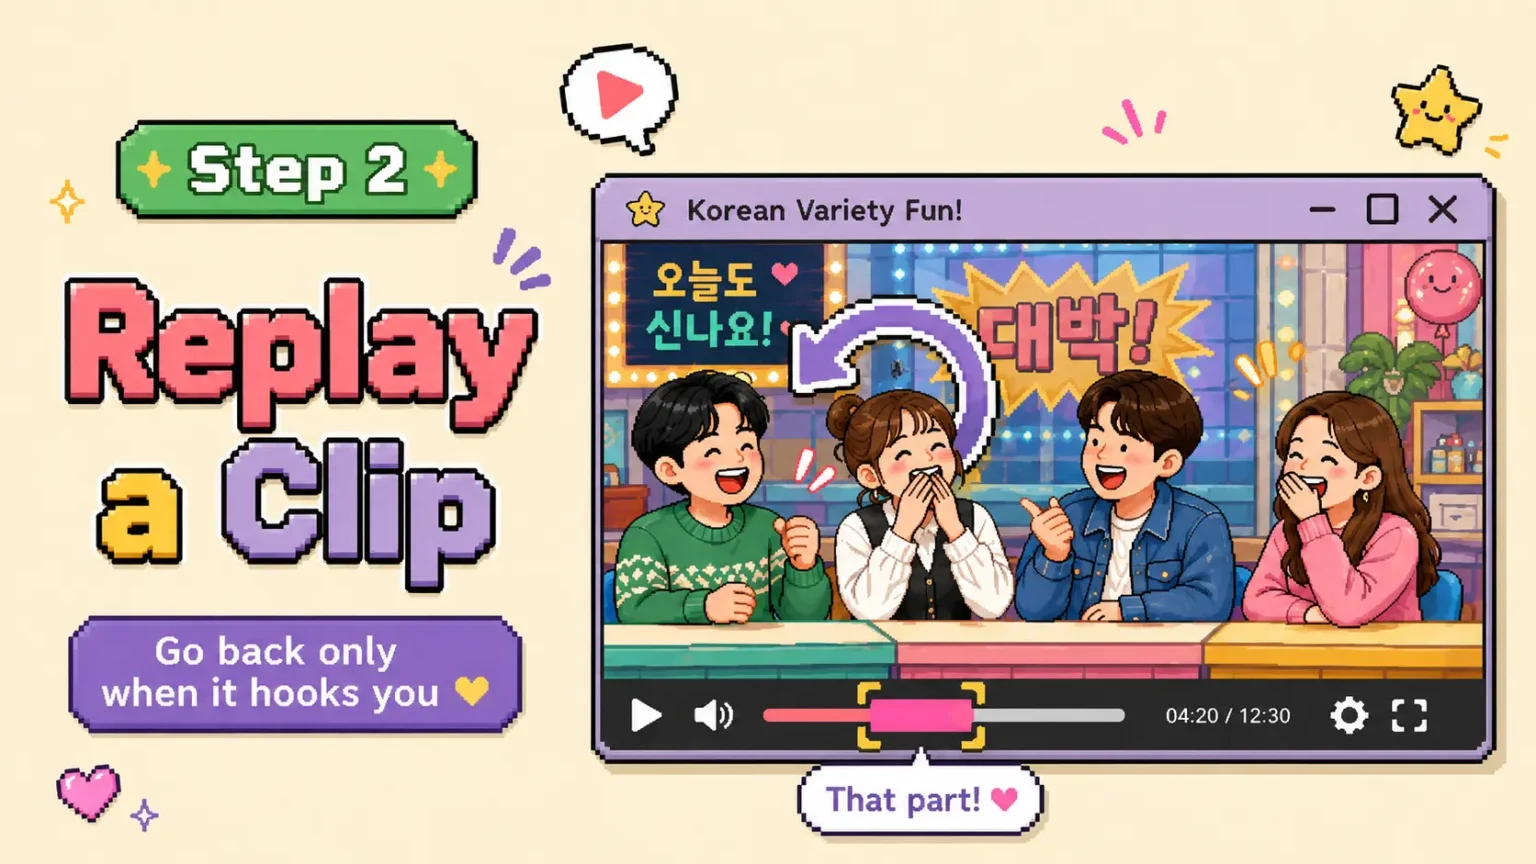 Step 2
Replay
a Clip
Go back only
when it hooks you
Korean Variety Fun!
오늘도
신나요!
대박!
04:20 / 12:30
That part!